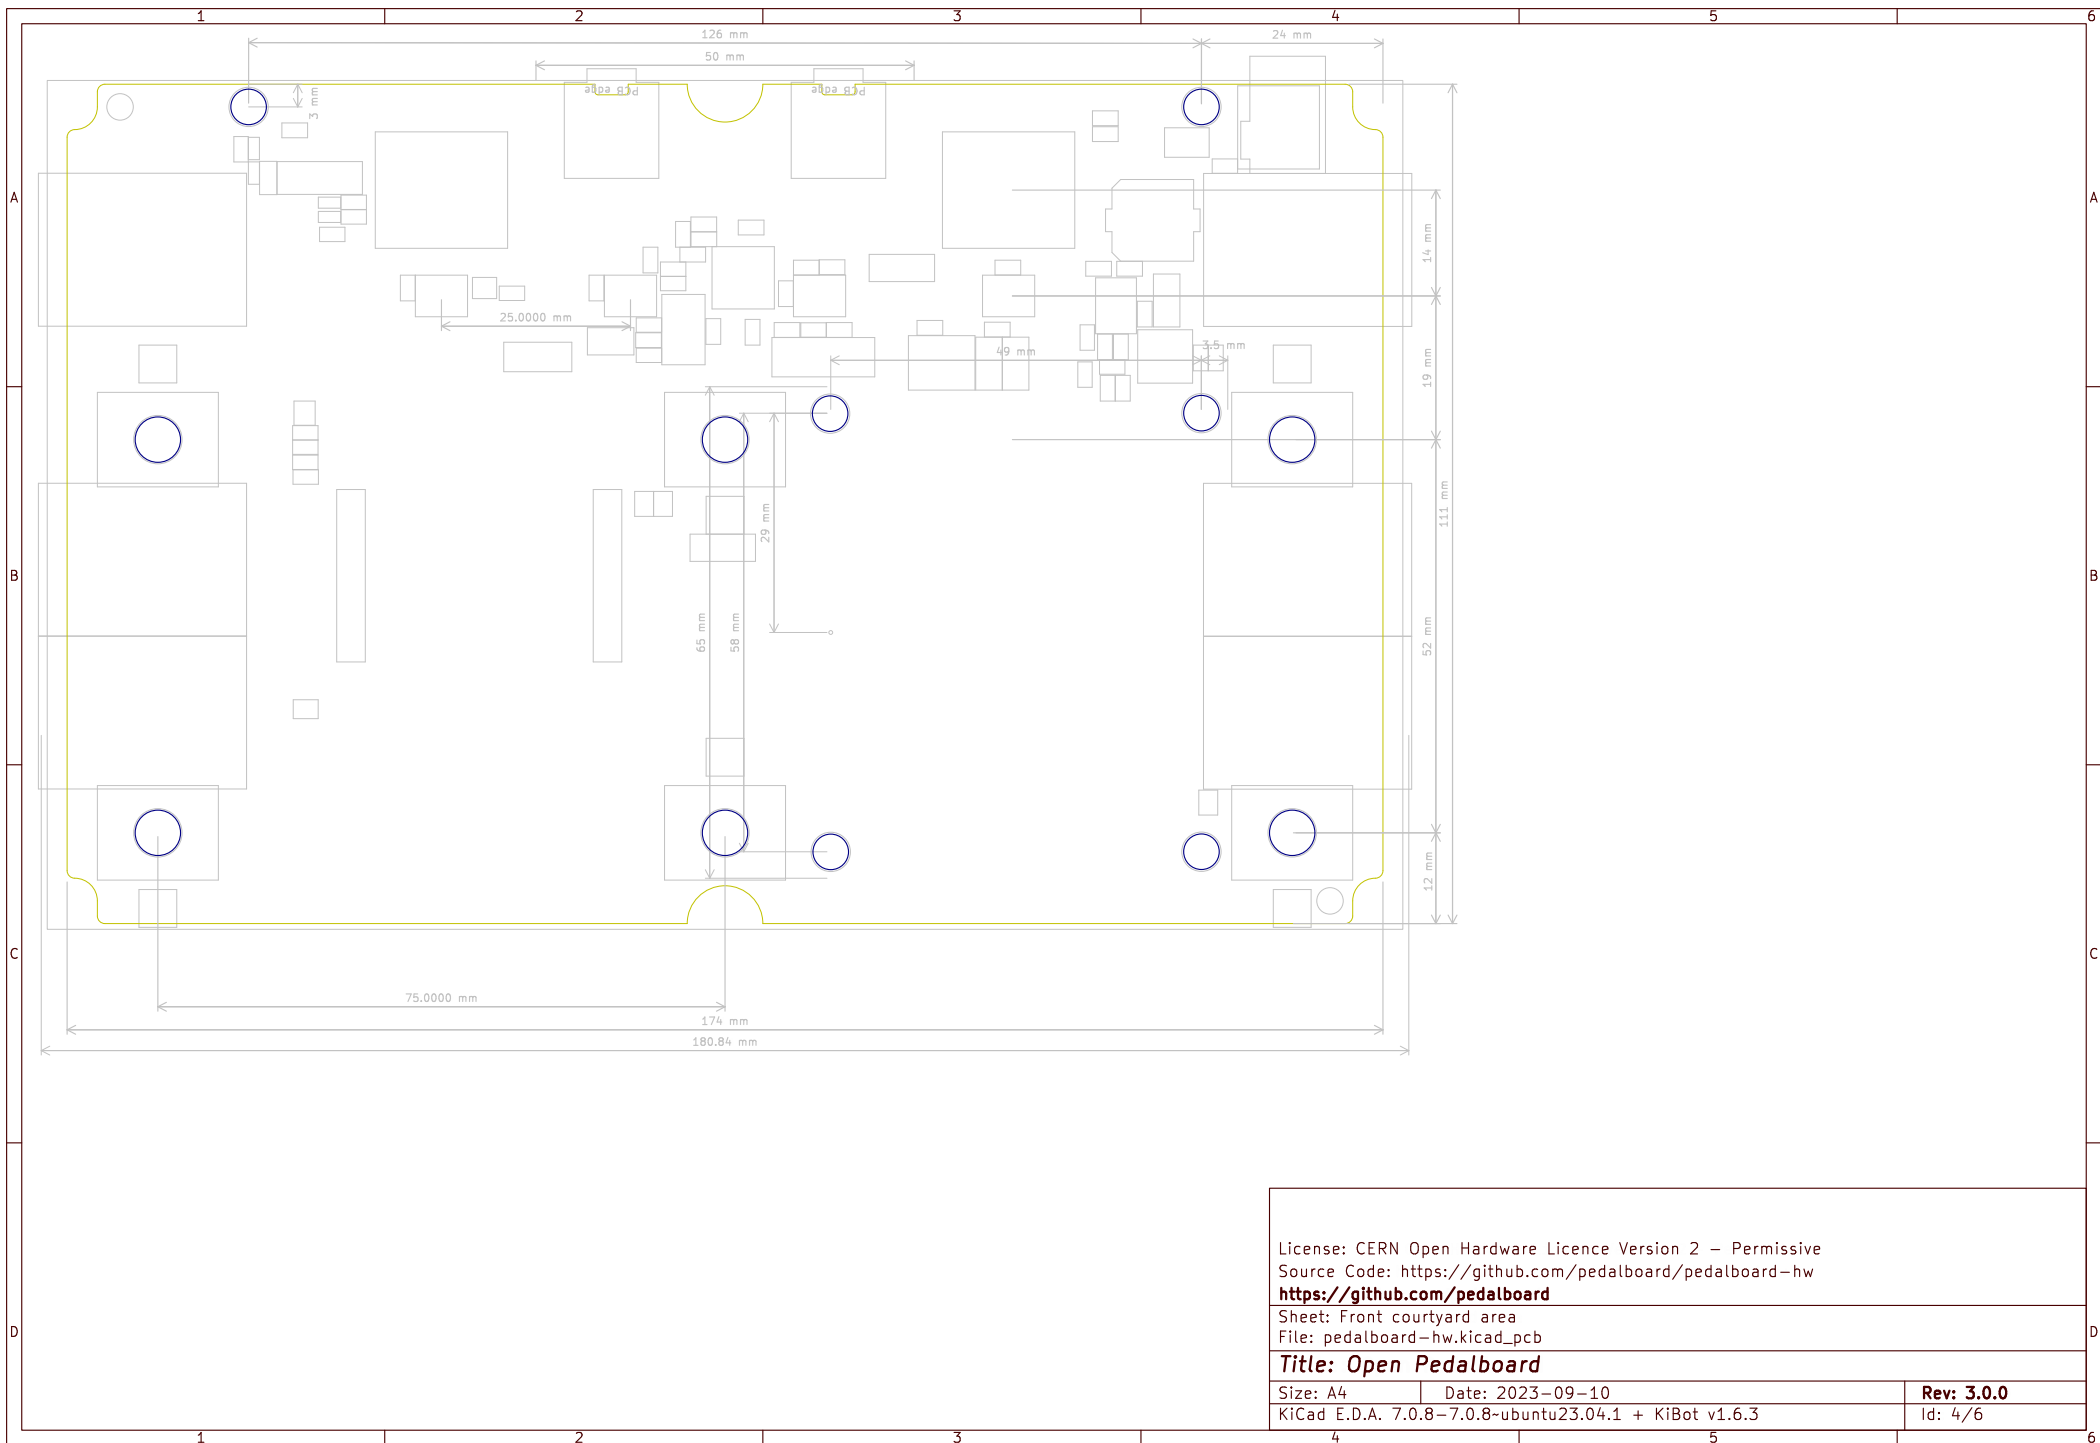 1 2 3 4 5 6
126 mm
24 mm
50 mm
3 mm
PCB edge
PCB edge
A
A
14 mm
25.0000 mm
3.5 mm
49 mm
19 mm
111 mm
29 mm
B
B
65 mm
58 mm
52 mm
12 mm
C
C
75.0000 mm
174 mm
180.84 mm
License: CERN Open Hardware Licence Version 2 – Permissive
Source Code: https://github.com/pedalboard/pedalboard-hw
https://github.com/pedalboard
Sheet: Front courtyard area
File: pedalboard-hw.kicad_pcb
D
D
Title: Open Pedalboard
Size: A4 Date: 2023-09-10 Rev: 3.0.0
KiCad E.D.A. 7.0.8-7.0.8~ubuntu23.04.1 + KiBot v1.6.3 Id: 4/6
1 2 3 4 5 6